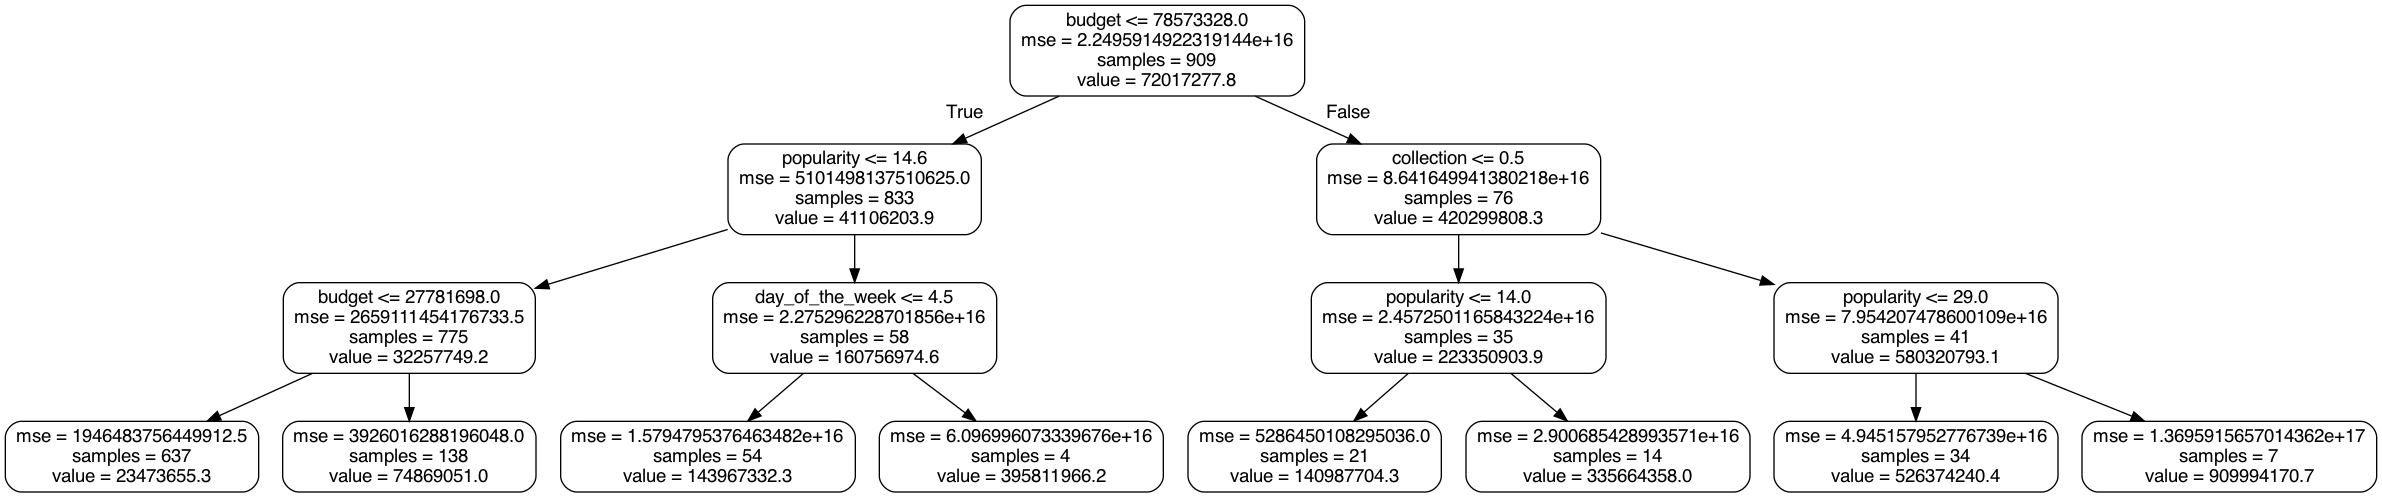 budget <= 78573328.0
mse = 2.2495914922319144e+16
samples = 909
value = 72017277.8
True
False
popularity <= 14.6
mse = 5101498137510625.0
samples = 833
value = 41106203.9
collection <= 0.5
mse = 8.641649941380218e+16
samples = 76
value = 420299808.3
budget <= 27781698.0
mse = 2659111454176733.5
samples = 775
value = 32257749.2
day_of_the_week <= 4.5
mse = 2.275296228701856e+16
samples = 58
value = 160756974.6
popularity <= 14.0
mse = 2.4572501165843224e+16
samples = 35
value = 223350903.9
popularity <= 29.0
mse = 7.954207478600109e+16
samples = 41
value = 580320793.1
mse = 1946483756449912.5
samples = 637
value = 23473655.3
mse = 3926016288196048.0
samples = 138
value = 74869051.0
mse = 1.5794795376463482e+16
samples = 54
value = 143967332.3
mse = 6.096996073339676e+16
samples = 4
value = 395811966.2
mse = 5286450108295036.0
samples = 21
value = 140987704.3
mse = 2.900685428993571e+16
samples = 14
value = 335664358.0
mse = 4.945157952776739e+16
samples = 34
value = 526374240.4
mse = 1.3695915657014362e+17
samples = 7
value = 909994170.7